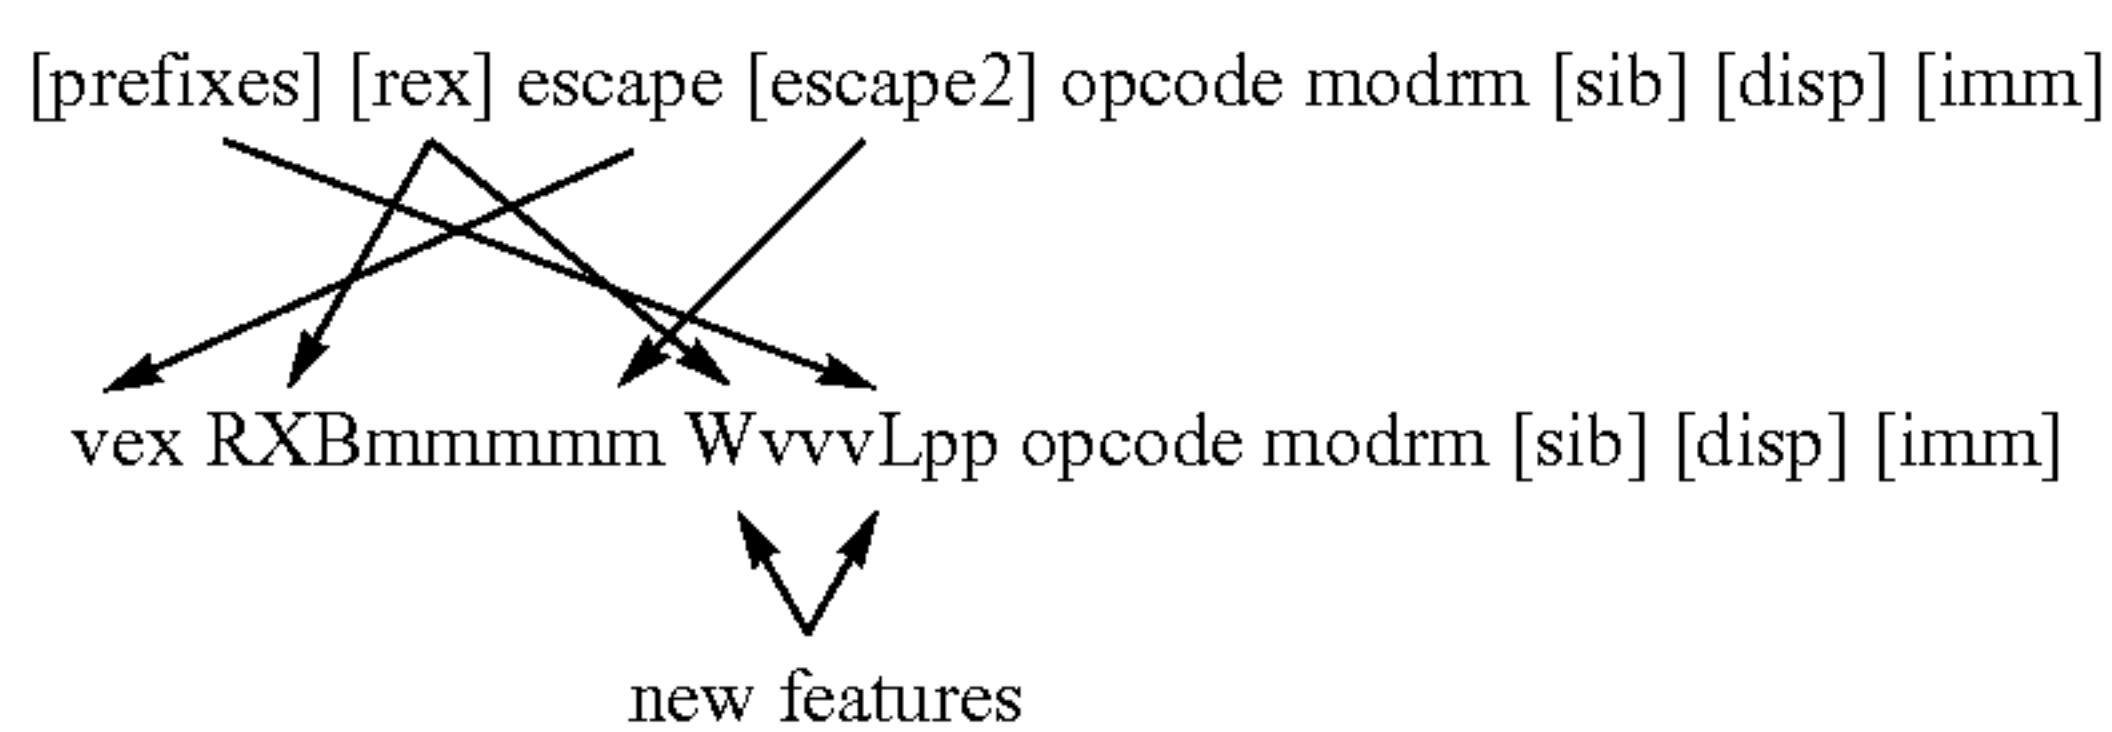 [prefixes] [rex] escape [escape2] opcode modrm [sib] [disp] [imm]
vex RXBmmmmm WvvvLpp opcode modrm [sib] [disp] [imm]
new features